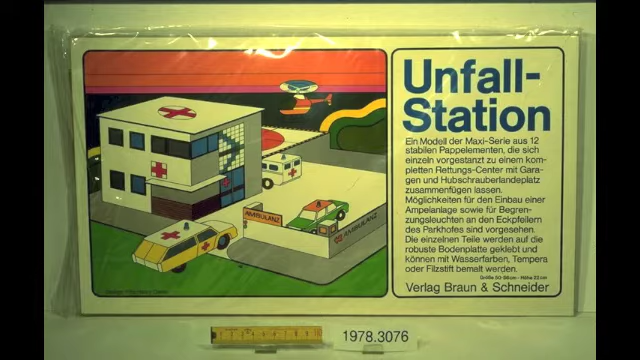 Unfall-
Station
Ein Modell der Maxi-Serie aus 12
stabilen Pappelementen, die sich
einzeln vorgestanzt zu einem kom-
pletten Rettungs-Center mit Gara-
gen und Hubschrauberlandeplatz
zusammenfügen lassen.
Möglichkeiten für den Einbau einer
Ampelanlage sowie für Begren-
zungsleuchten an den Eckpfeilern
des Parkhofes sind vorgesehen.
Die einzelnen Teile werden auf die
robuste Bodenplatte geklebt und
können mit Wasserfarben, Tempera
oder Filzstift bemalt werden.
Verlag Braun & Schneider
AMBULANZ
AMBULANZ
1978.3076